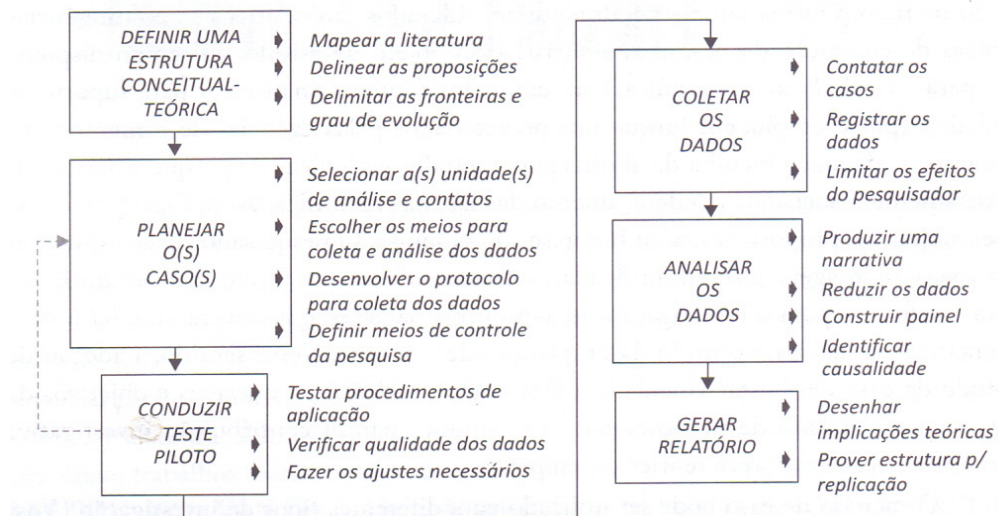 DEFINIR UMA
ESTRUTURA
CONCEITUAL-
TEÓRICA
Mapear a literatura
Delinear as proposições
Delimitar as fronteiras e
grau de evolução
PLANEJAR
O(S)
CASO(S)
Selecionar a(s) unidade(s)
de análise e contatos
Escolher os meios para
coleta e análise dos dados
Desenvolver o protocolo
para coleta dos dados
Definir meios de controle
da pesquisa
CONDUZIR
TESTE
PILOTO
Testar procedimentos de
aplicação
Verificar qualidade dos dados
Fazer os ajustes necessários
COLETAR
OS
DADOS
Contatar os
casos
Registrar os
dados
Limitar os efeitos
do pesquisador
ANALISAR
OS
DADOS
Produzir uma
narrativa
Reduzir os dados
Construir painel
Identificar
causalidade
GERAR
RELATÓRIO
Desenhar
implicações teóricas
Prover estrutura p/
replicação